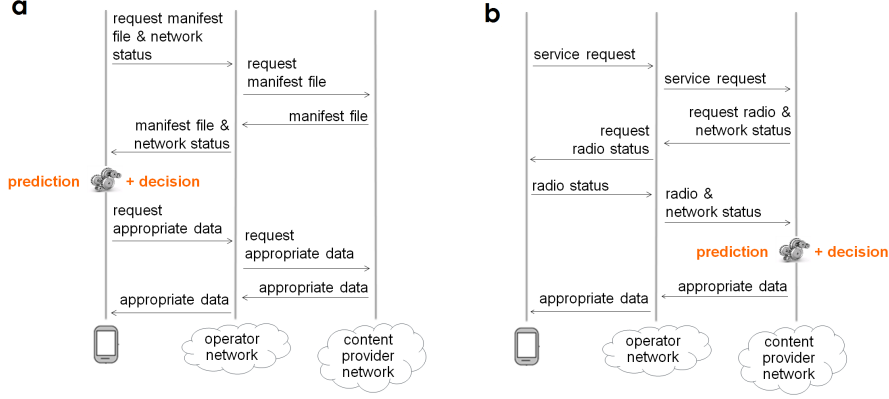 a
request manifest
file & network
status
request
manifest file
manifest file
manifest file &
network status
prediction + decision
request
appropriate data
request
appropriate data
appropriate data
appropriate data
operator
network
content
provider
network
b
service request
service request
request radio &
network status
request
radio status
radio status
radio &
network status
prediction + decision
appropriate data
appropriate data
operator
network
content
provider
network